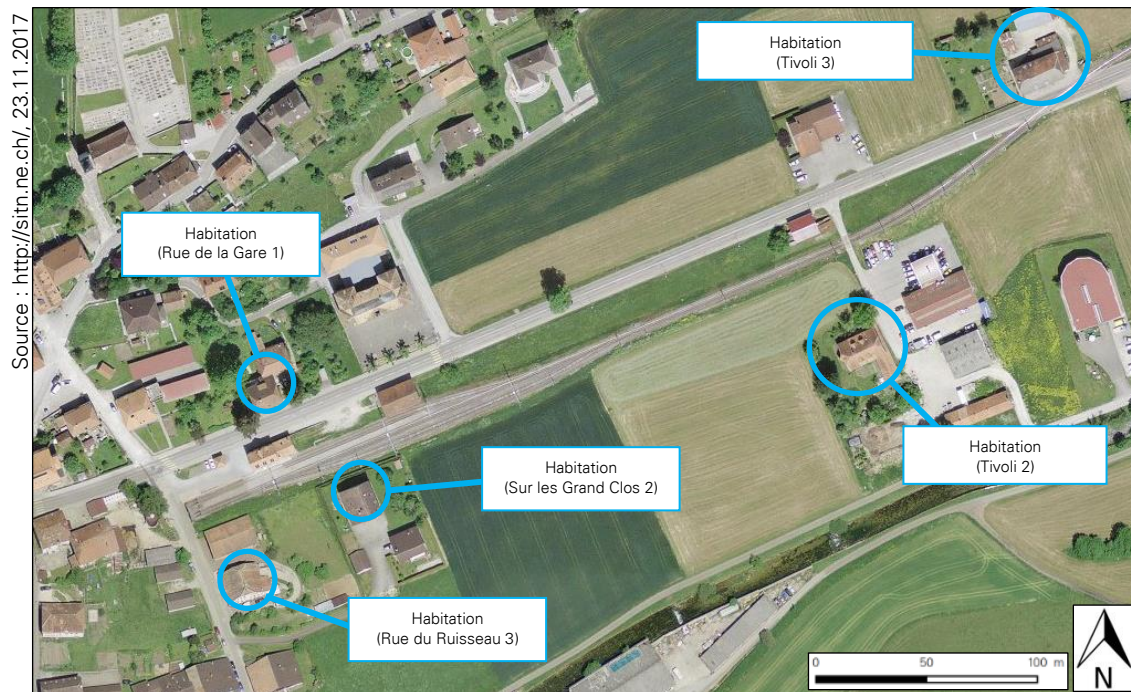 Source : http://sitn.ne.ch/, 23.11.2017
Habitation
(Tivoli 3)
Habitation
(Rue de la Gare 1)
Habitation
(Sur les Grand Clos 2)
Habitation
(Tivoli 2)
Habitation
(Rue du Ruisseau 3)
0 50 100 m
N